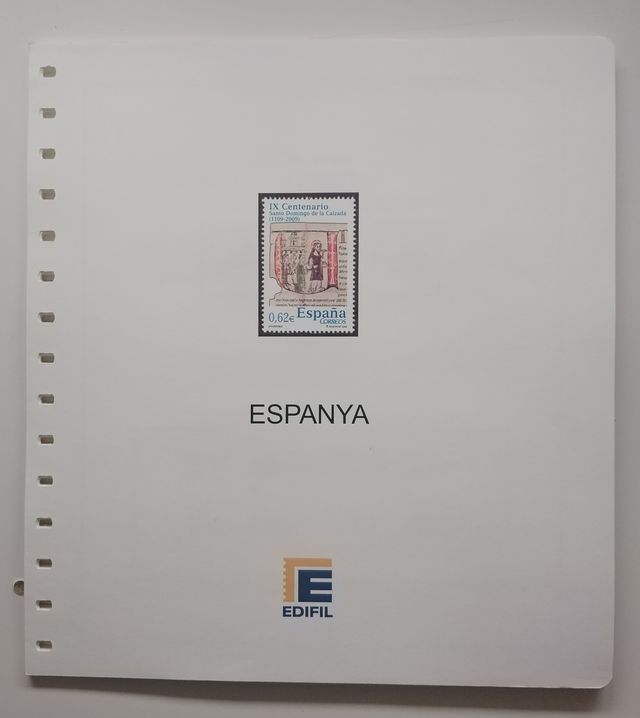 IX Centenario
Santo Domingo de la Calzada
(1109-2009)
0,62€ España
CORREOS
ESPANYA
E
EDIFIL